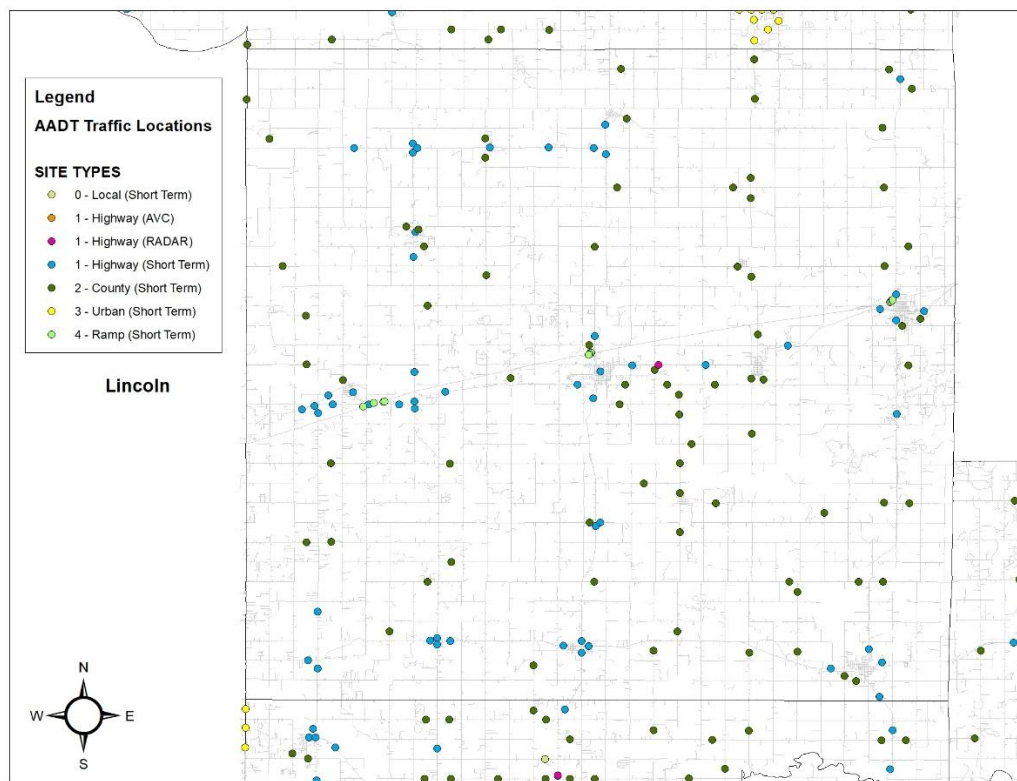 Legend
AADT Traffic Locations
SITE TYPES
0 - Local (Short Term)
1 - Highway (AVC)
1 - Highway (RADAR)
1 - Highway (Short Term)
2 - County (Short Term)
3 - Urban (Short Term)
4 - Ramp (Short Term)
Lincoln
N
W E
S